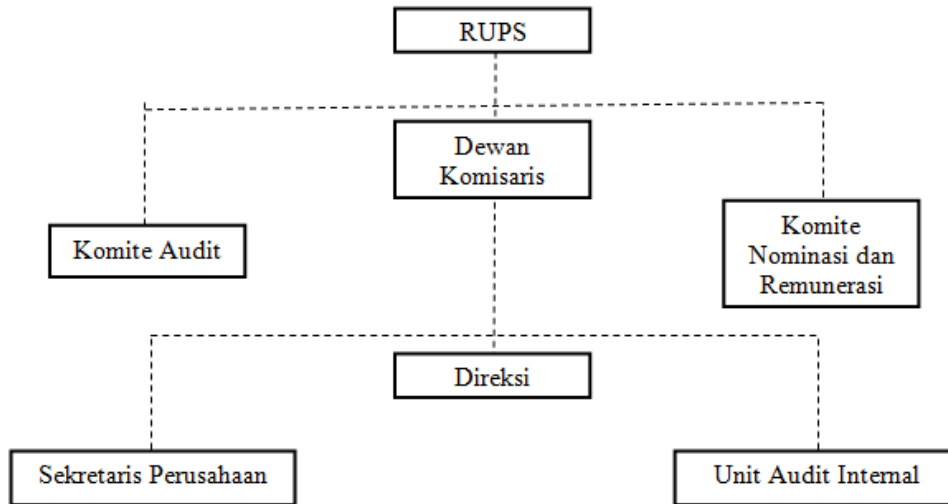 RUPS
Dewan
Komisaris
Komite Audit
Komite
Nominasi dan
Remunerasi
Direksi
Sekretaris Perusahaan
Unit Audit Internal